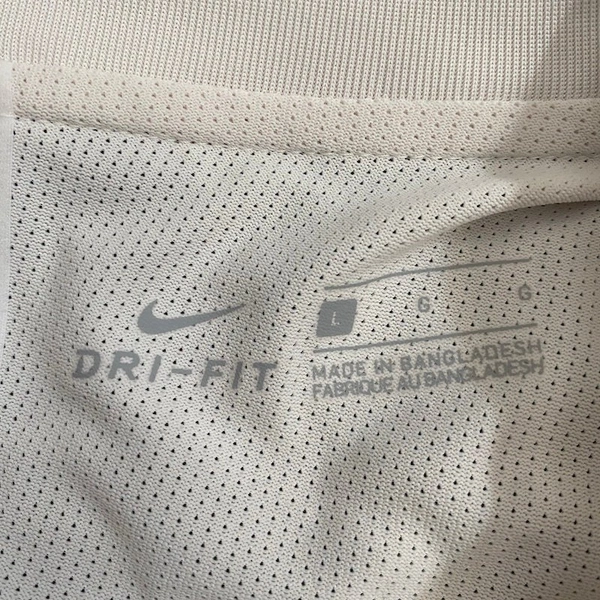 DRI-FIT
L G G
MADE IN BANGLADESH
FABRIQUE AU BANGLADESH